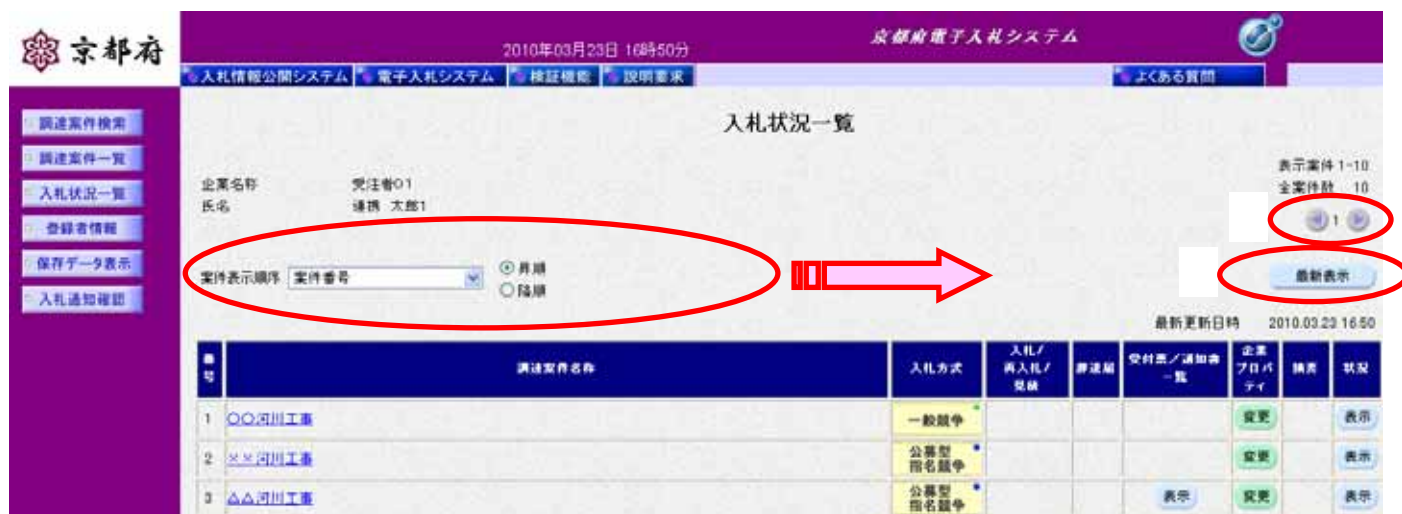 京都府
京都府電子入札システム
2010年03月23日 16時50分
入札情報公開システム 電子入札システム 検証機能 説明要求 よくある質問
調達案件検索
調達案件一覧
入札状況一覧
登録者情報
保存データ表示
入札通知確認
入札状況一覧
表示案件 1-10
全案件数 10
1
企業名称 受注者01
氏名 連携 太郎1
案件表示順序 案件番号
昇順
降順
最新表示
最新更新日時 2010.03.23 16:50
番号 調達案件名称 入札方式 入札/再入札/見積 辞退届 受付票/通知書一覧 企業プロパティ 摘要 状況
1 〇〇河川工事 一般競争 変更 表示
2 ××河川工事 公募型指名競争 変更 表示
3 △△河川工事 公募型指名競争 表示 変更 表示